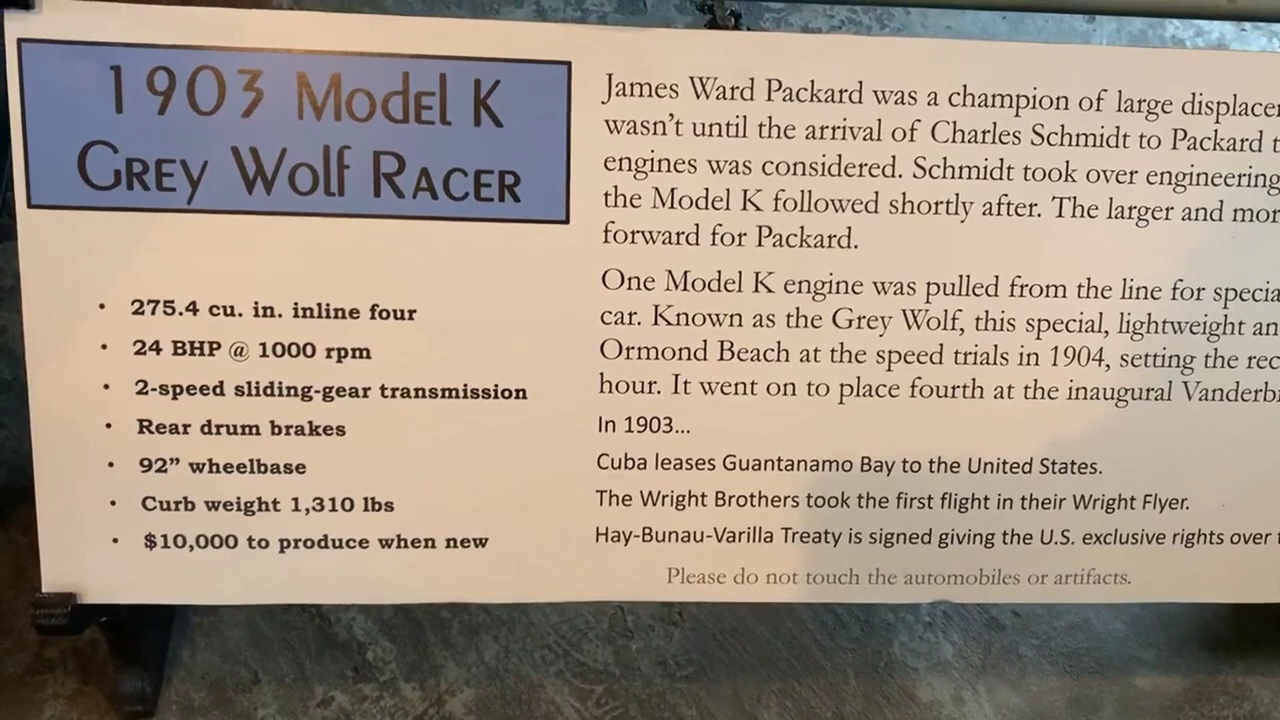 1903 Model K
Grey Wolf Racer
• 275.4 cu. in. inline four
• 24 BHP @ 1000 rpm
• 2-speed sliding-gear transmission
• Rear drum brakes
• 92” wheelbase
• Curb weight 1,310 lbs
• $10,000 to produce when new
James Ward Packard was a champion of large
wasn’t until the arrival of Charles Schmidt to Packard
engines was considered. Schmidt took over engineering
the Model K followed shortly after. The larger and
forward for Packard.
One Model K engine was pulled from the line for
car. Known as the Grey Wolf, this special, lightweight
Ormond Beach at the speed trials in 1904, setting the
hour. It went on to place fourth at the inaugural
In 1903...
Cuba leases Guantanamo Bay to the United States.
The Wright Brothers took the first flight in their Wright Flyer.
Hay-Bunau-Varilla Treaty is signed giving the U.S. exclusive rights over
Please do not touch the automobiles or artifacts.